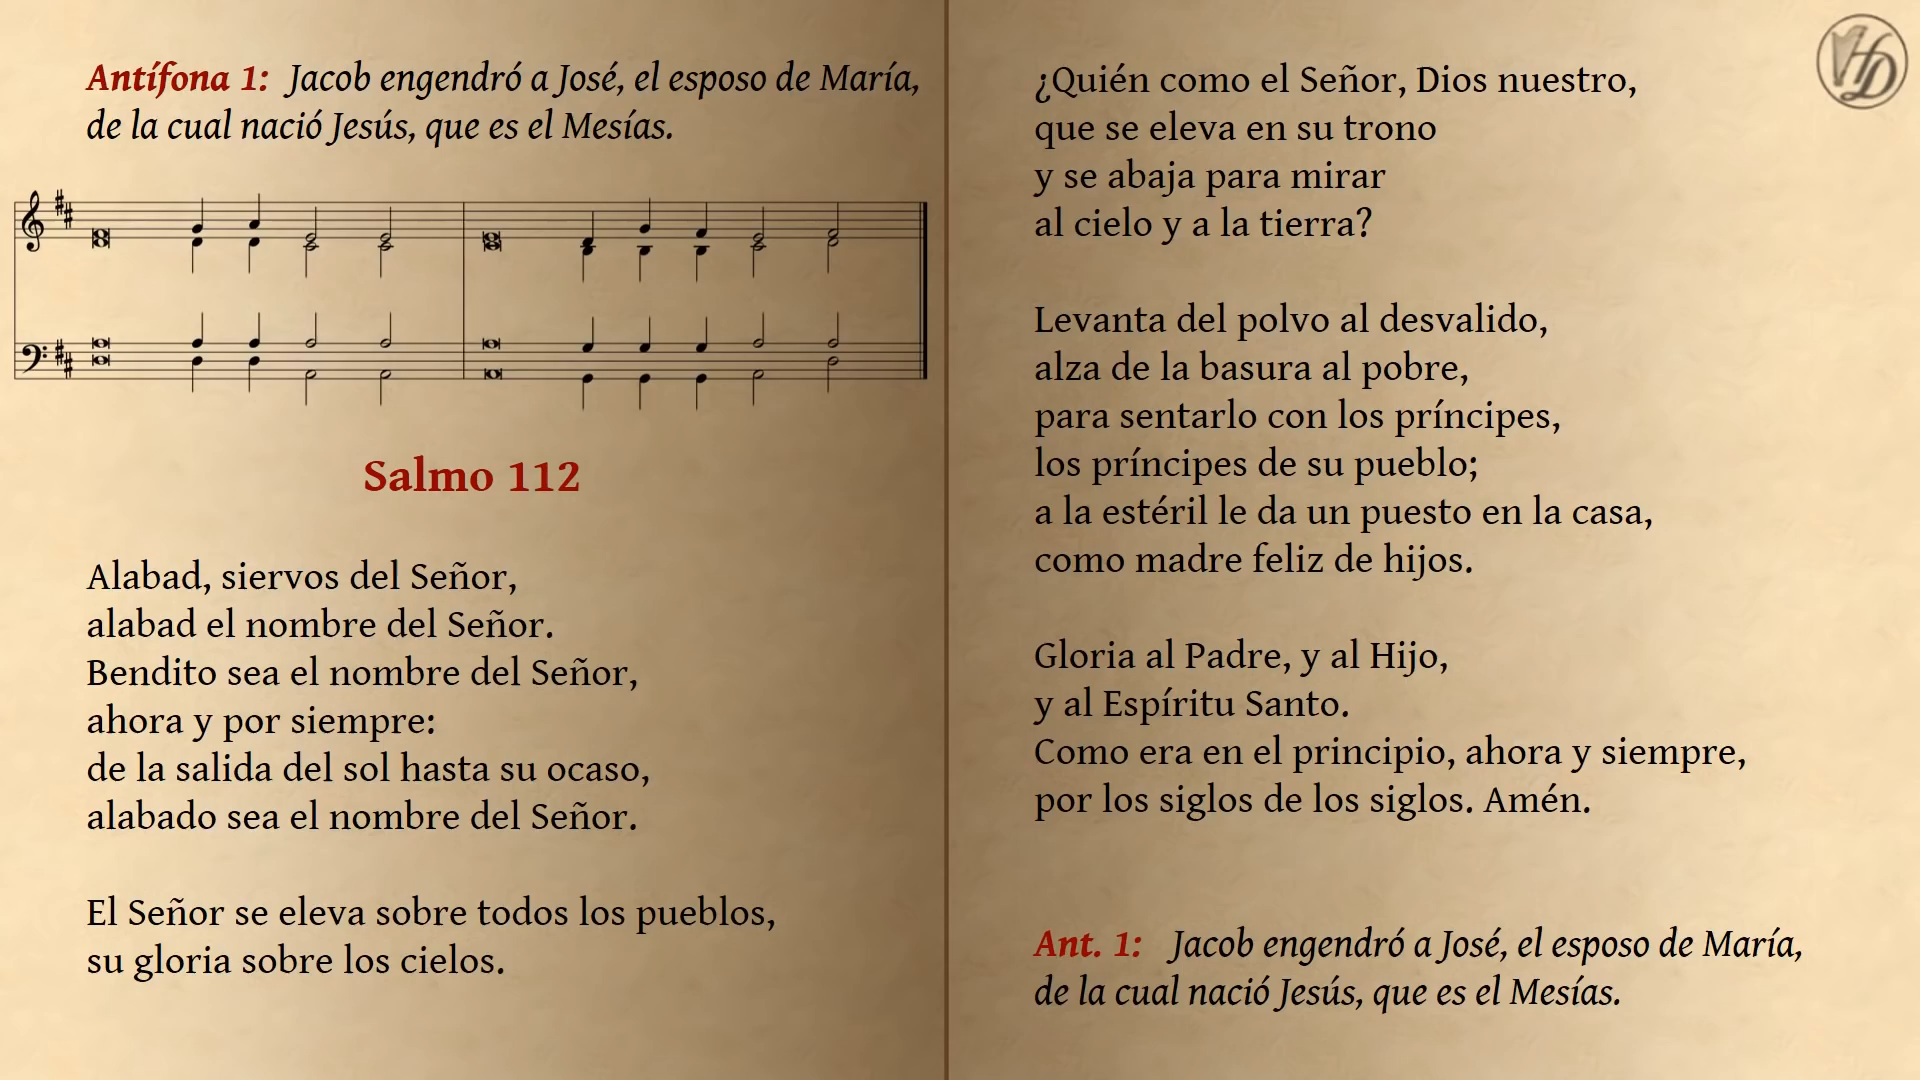 Antífona 1: Jacob engendró a José, el esposo de María,
de la cual nació Jesús, que es el Mesías.
Salmo 112
Alabad, siervos del Señor,
alabad el nombre del Señor.
Bendito sea el nombre del Señor,
ahora y por siempre:
de la salida del sol hasta su ocaso,
alabado sea el nombre del Señor.
El Señor se eleva sobre todos los pueblos,
su gloria sobre los cielos.
¿Quién como el Señor, Dios nuestro,
que se eleva en su trono
y se abaja para mirar
al cielo y a la tierra?
Levanta del polvo al desvalido,
alza de la basura al pobre,
para sentarlo con los príncipes,
los príncipes de su pueblo;
a la estéril le da un puesto en la casa,
como madre feliz de hijos.
Gloria al Padre, y al Hijo,
y al Espíritu Santo.
Como era en el principio, ahora y siempre,
por los siglos de los siglos. Amén.
Ant. 1: Jacob engendró a José, el esposo de María,
de la cual nació Jesús, que es el Mesías.
HD